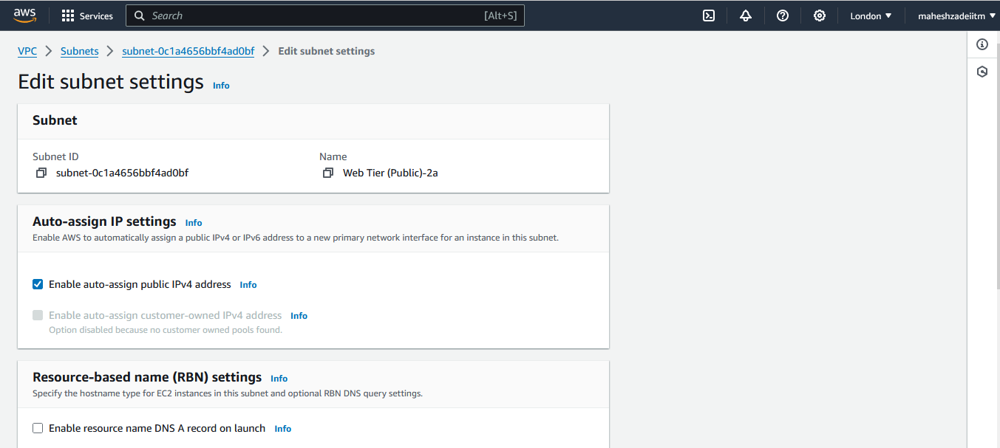 aws Services Search [Alt+S] London maheshzadeiitm
VPC Subnets subnet-0c1a4656bbf4ad0bf Edit subnet settings
Edit subnet settings Info
Subnet
Subnet ID Name
subnet-0c1a4656bbf4ad0bf Web Tier (Public)-2a
Auto-assign IP settings Info
Enable AWS to automatically assign a public IPv4 or IPv6 address to a new primary network interface for an instance in this subnet.
Enable auto-assign public IPv4 address Info
Enable auto-assign customer-owned IPv4 address Info
Option disabled because no customer owned pools found.
Resource-based name (RBN) settings Info
Specify the hostname type for EC2 instances in this subnet and optional RBN DNS query settings.
Enable resource name DNS A record on launch Info